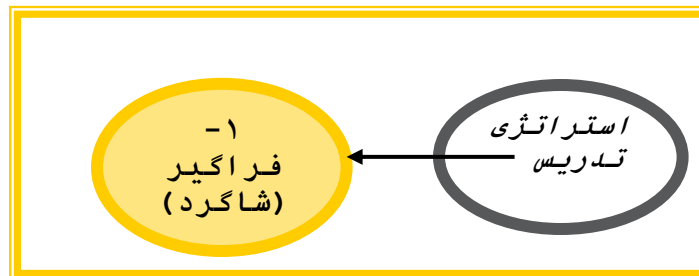 استراتژی
تدریس
۱-
فراگیر
(شاگرد)